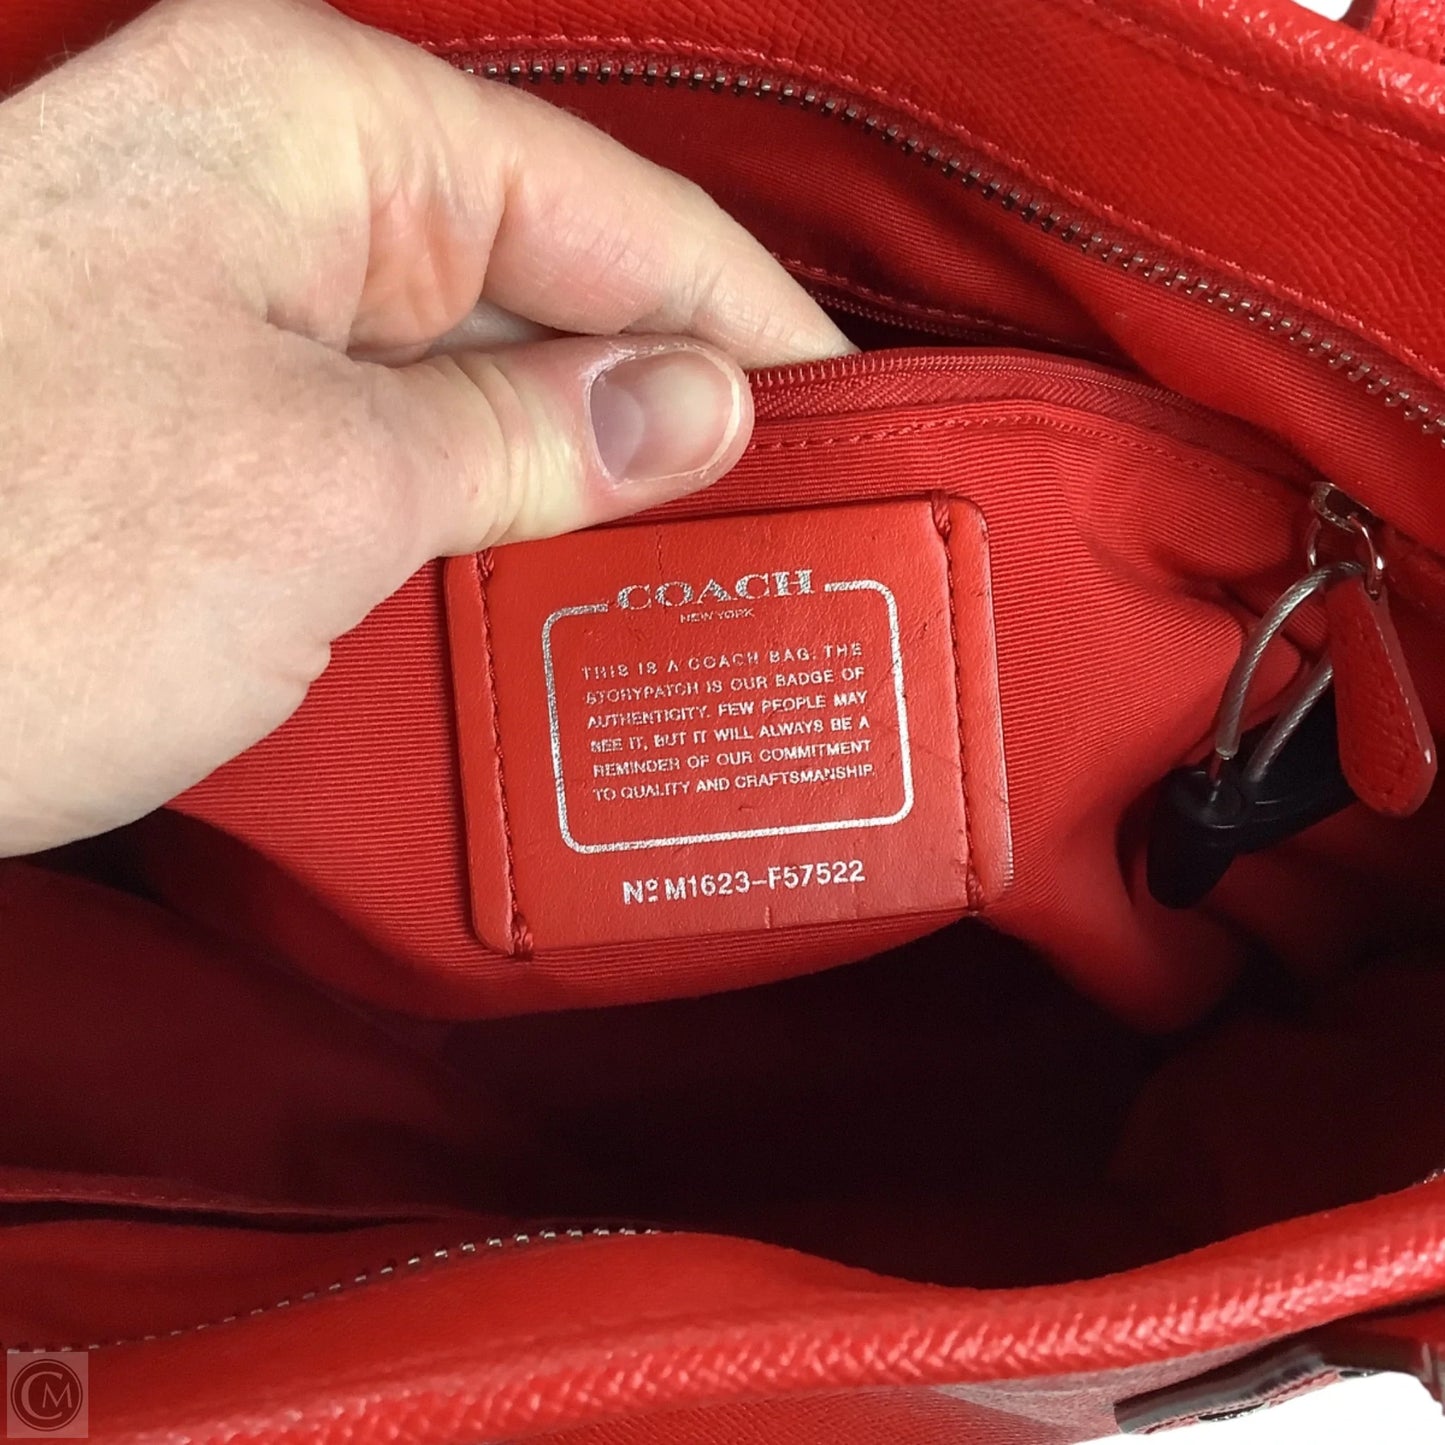 COACH
NEW YORK
THIS IS A COACH BAG. THE
STORYPATCH IS OUR BADGE OF
AUTHENTICITY. FEW PEOPLE MAY
SEE IT, BUT IT WILL ALWAYS BE A
REMINDER OF OUR COMMITMENT
TO QUALITY AND CRAFTSMANSHIP.
Nº M1623-F57522
CM